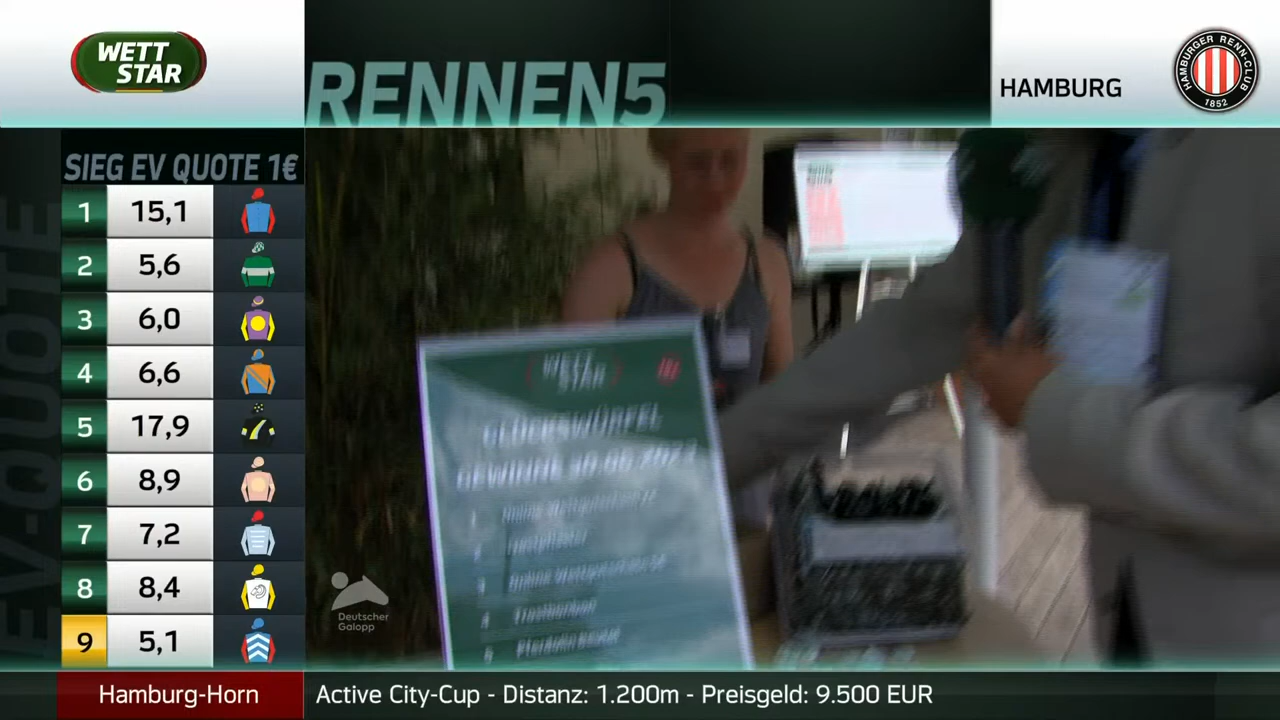 WETT
STAR
RENNEN5
HAMBURG
HAMBURGER RENN-CLUB
1852
SIEG EV QUOTE 1€
EV-QUOTE
1 15,1
2 5,6
3 6,0
4 6,6
5 17,9
6 8,9
7 7,2
8 8,4
9 5,1
WETT
STAR
GLÜCKSWÜRFEL
Deutscher
Galopp
Hamburg-Horn
Active City-Cup - Distanz: 1.200m - Preisgeld: 9.500 EUR